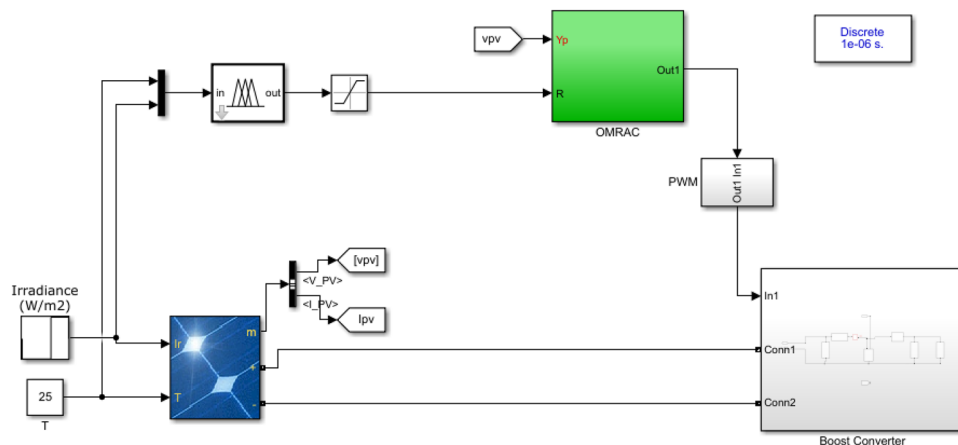 vpv
Yp
Out1
R
OMRAC
Discrete
1e-06 s.
in
out
PWM
Out1 In1
[vpv]
<V_PV>
<I_PV>
Ipv
Irradiance
(W/m2)
Ir
m
+
T
-
25
T
In1
Conn1
Conn2
Boost Converter